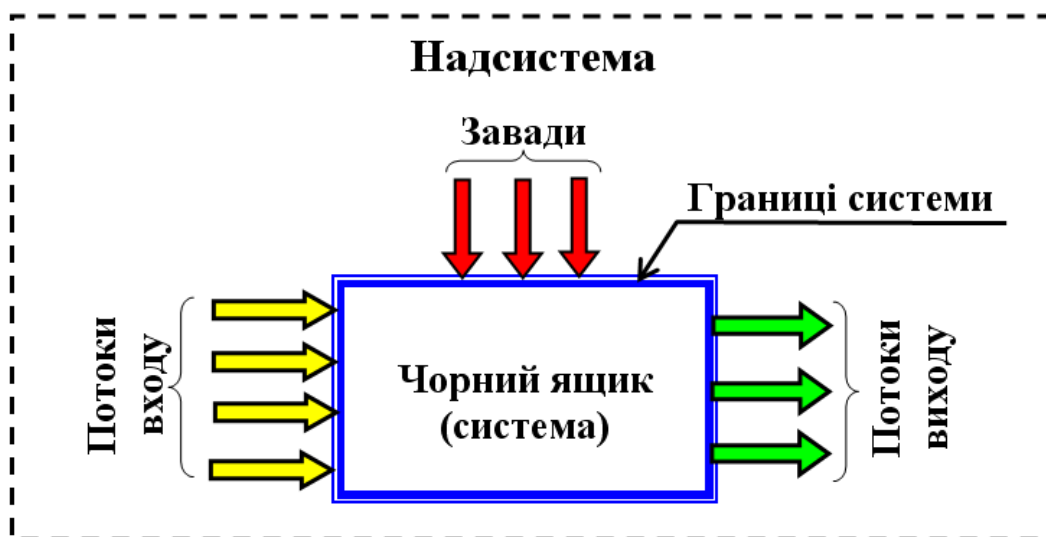 Надсистема
Завади
Границі системи
Потоки
входу
Чорний ящик
(система)
Потоки
виходу